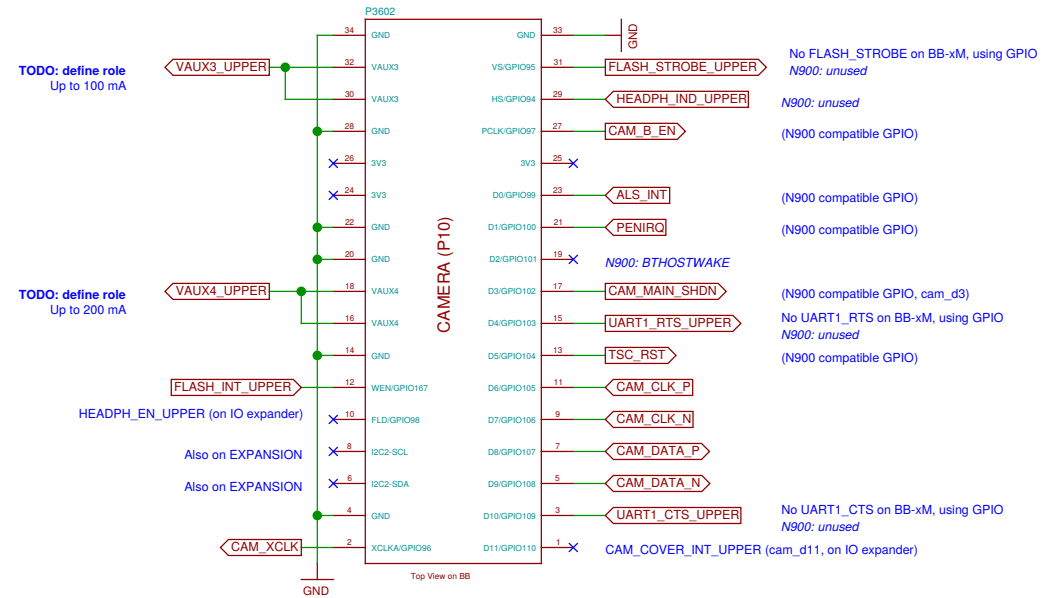 P3602
34 GND GND 33 GND
No FLASH_STROBE on BB-xM, using GPIO
TODO: define role VAUX3_UPPER 32 VAUX3 VS/GPIO95 31 FLASH_STROBE_UPPER N900: unused
Up to 100 mA
30 VAUX3 HS/GPIO94 29 HEADPH_IND_UPPER N900: unused
28 GND PCLK/GPIO97 27 CAM_B_EN (N900 compatible GPIO)
26 3V3 3V3 25
24 3V3 D0/GPIO99 23 ALS_INT (N900 compatible GPIO)
22 GND D1/GPIO100 21 PENIRQ (N900 compatible GPIO)
CAMERA (P10)
20 GND D2/GPIO101 19 N900: BTHOSTWAKE
TODO: define role VAUX4_UPPER 18 VAUX4 D3/GPIO102 17 CAM_MAIN_SHDN (N900 compatible GPIO, cam_d3)
Up to 200 mA
16 VAUX4 D4/GPIO103 15 UART1_RTS_UPPER No UART1_RTS on BB-xM, using GPIO
N900: unused
14 GND D5/GPIO104 13 TSC_RST (N900 compatible GPIO)
FLASH_INT_UPPER 12 WEN/GPIO167 D6/GPIO105 11 CAM_CLK_P
HEADPH_EN_UPPER (on IO expander) 10 FLD/GPIO98 D7/GPIO106 9 CAM_CLK_N
Also on EXPANSION 8 I2C2-SCL D8/GPIO107 7 CAM_DATA_P
Also on EXPANSION 6 I2C2-SDA D9/GPIO108 5 CAM_DATA_N
4 GND D10/GPIO109 3 UART1_CTS_UPPER No UART1_CTS on BB-xM, using GPIO
N900: unused
CAM_XCLK 2 XCLKA/GPIO96 D11/GPIO110 1 CAM_COVER_INT_UPPER (cam_d11, on IO expander)
Top View on BB
GND